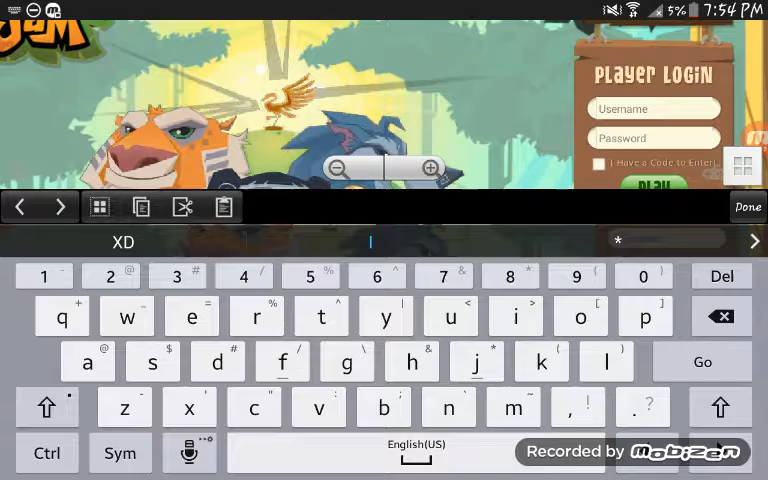 5% 7:54 PM
JAM
PLAYER LOGIN
Username
Password
I Have a Code to Enter!
PLAY
Done
XD I *
1 - 2 @ 3 # 4 / 5 % 6 ^ 7 & 8 * 9 ( 0 ) Del
q + w _ e = r % t ^ y | u < i > o [ p ]
a @ s $ d # f / g \ h & j * k ( l ) Go
z - x ' c " v : b ; n ` m ~ , ! . ?
Ctrl Sym English(US)
Recorded by mobizen